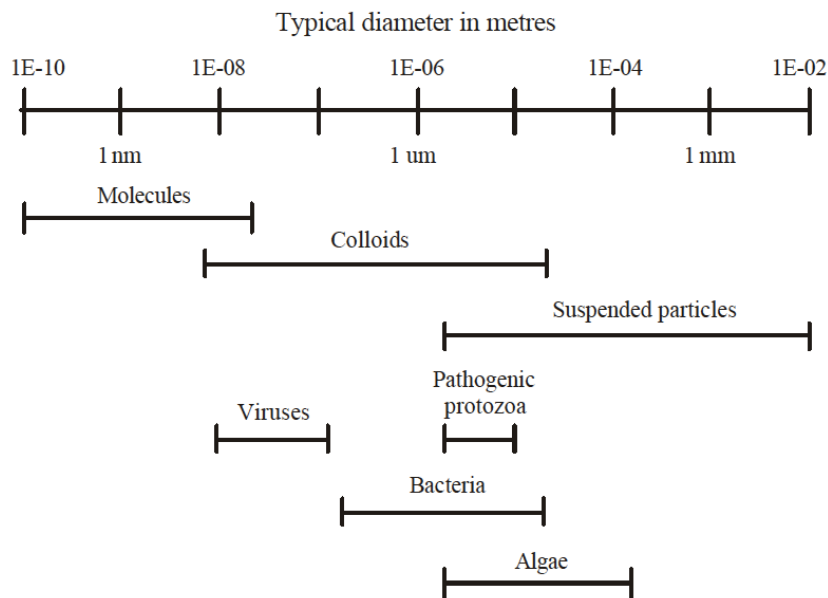 Typical diameter in metres
1E-10 1E-08 1E-06 1E-04 1E-02
1 nm 1 um 1 mm
Molecules
Colloids
Suspended particles
Pathogenic
protozoa
Viruses
Bacteria
Algae